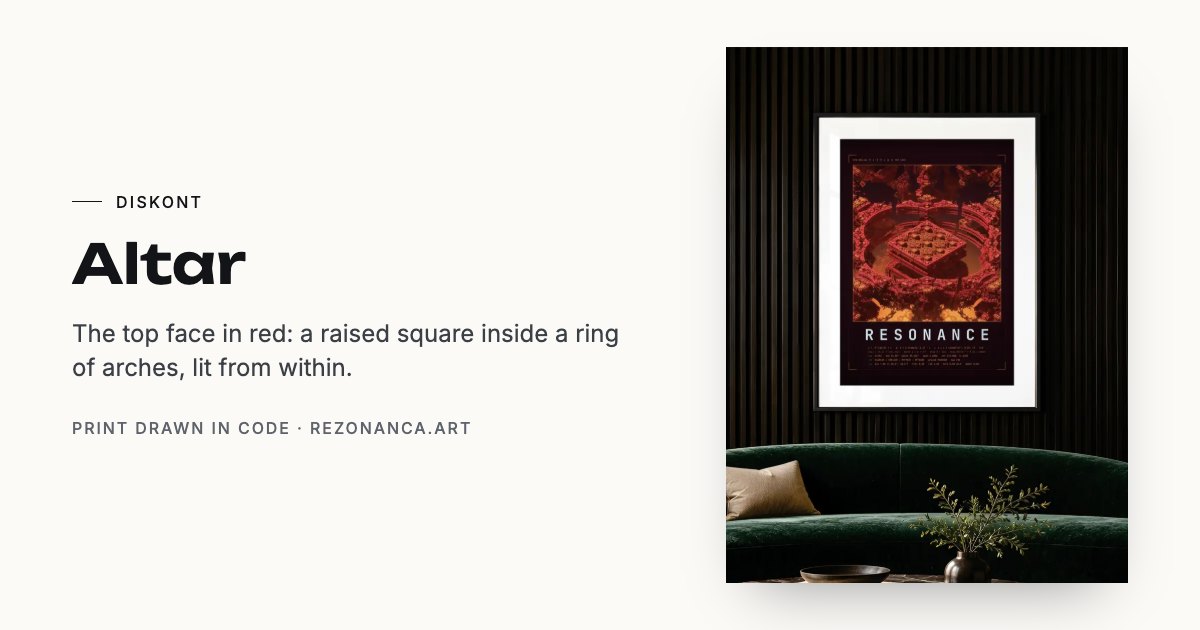 DISKONT
Altar
The top face in red: a raised square inside a ring
of arches, lit from within.
PRINT DRAWN IN CODE · REZONANCA.ART
RESONANCE